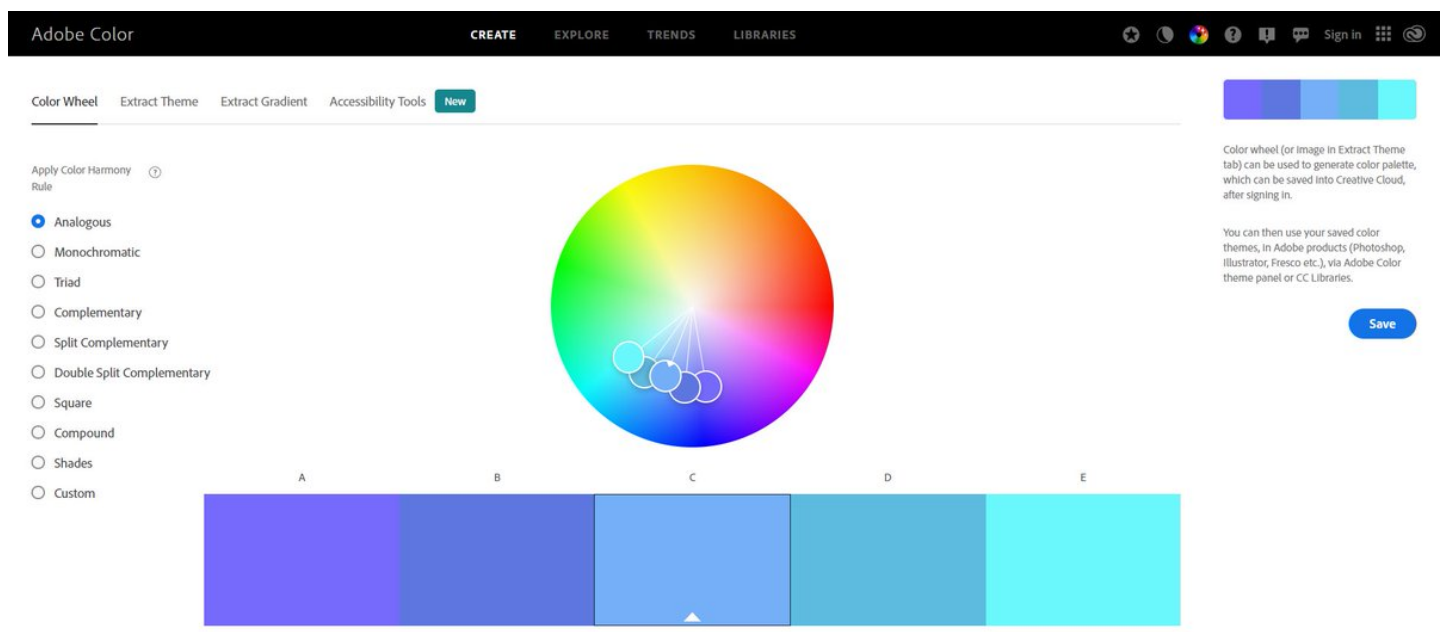 Adobe Color
CREATE EXPLORE TRENDS LIBRARIES
Sign in
Color Wheel Extract Theme Extract Gradient Accessibility Tools New
Apply Color Harmony
Rule
Analogous
Monochromatic
Triad
Complementary
Split Complementary
Double Split Complementary
Square
Compound
Shades
Custom
A B C D E
Color wheel (or image in Extract Theme
tab) can be used to generate color palette,
which can be saved into Creative Cloud,
after signing in.
You can then use your saved color
themes, in Adobe products (Photoshop,
Illustrator, Fresco etc.), via Adobe Color
theme panel or CC Libraries.
Save